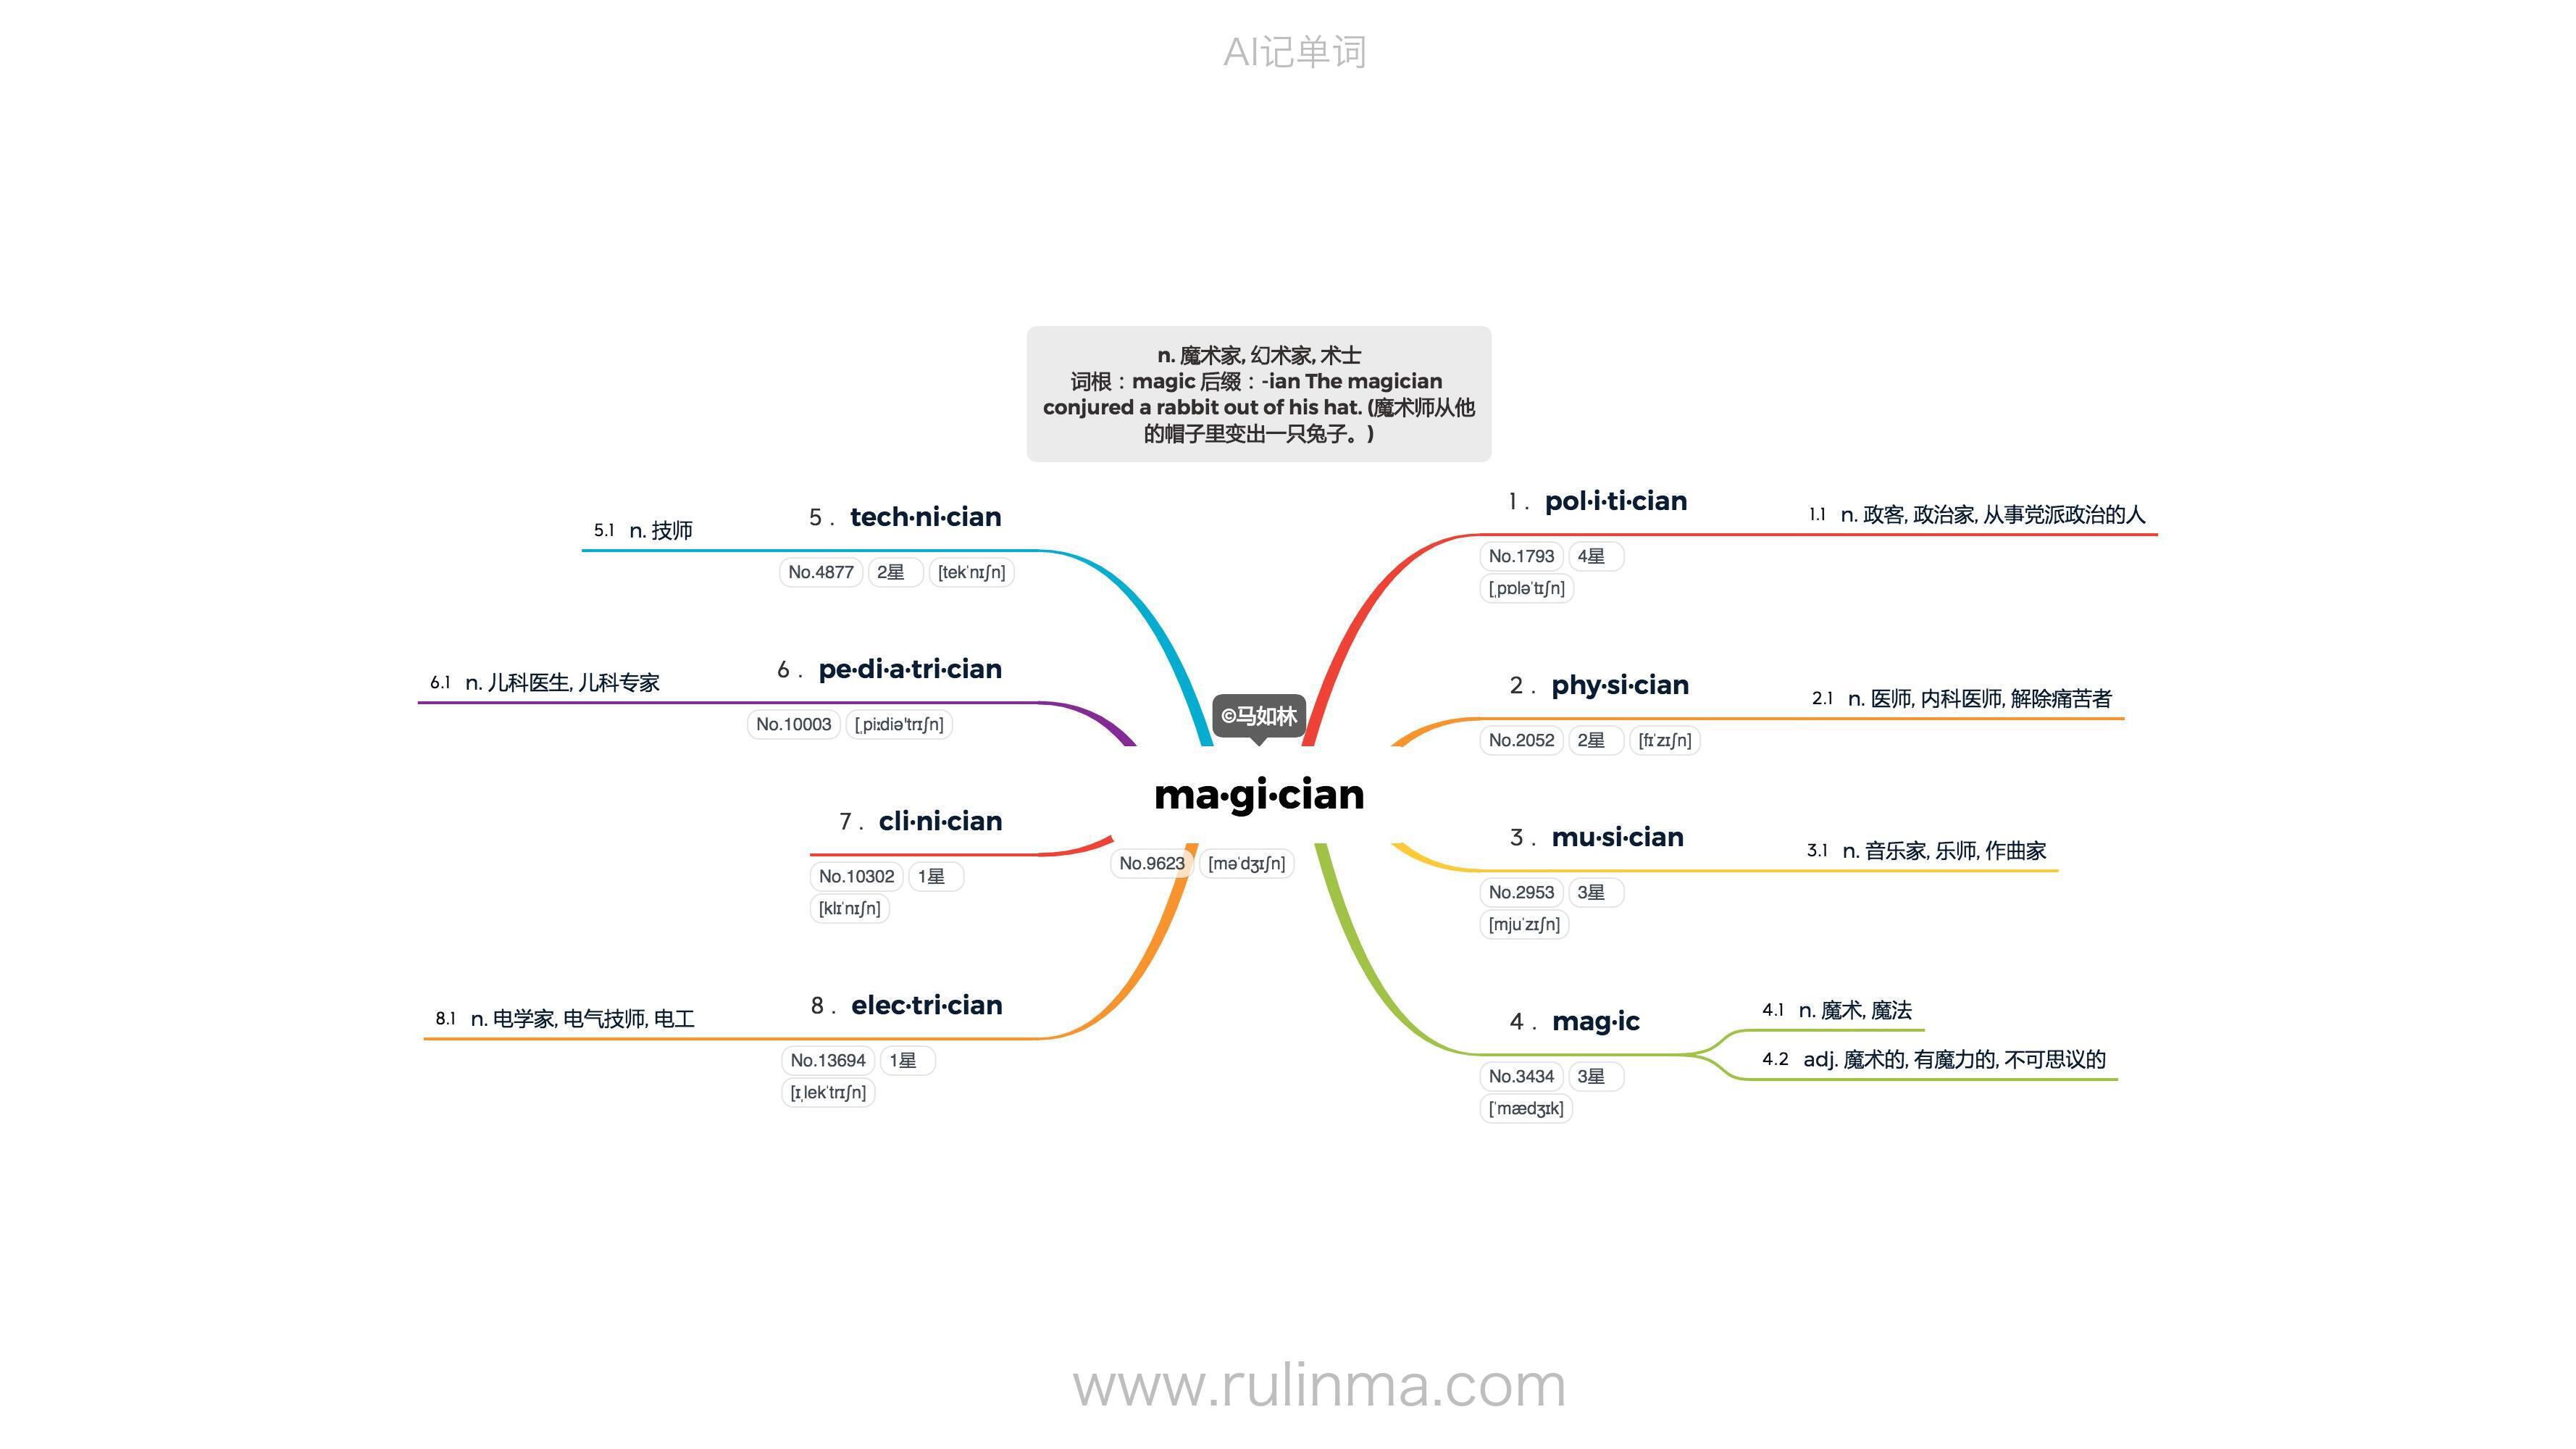 AI记单词
n. 魔术家, 幻术家, 术士
词根：magic 后缀：-ian The magician
conjured a rabbit out of his hat. (魔术师从他
的帽子里变出一只兔子。)
©马如林
ma·gi·cian
No.9623 [məˈdʒɪʃn]
1. pol·i·ti·cian
No.1793 4星
[ˌpɒləˈtɪʃn]
1.1 n. 政客, 政治家, 从事党派政治的人
2. phy·si·cian
No.2052 2星 [fɪˈzɪʃn]
2.1 n. 医师, 内科医师, 解除痛苦者
3. mu·si·cian
No.2953 3星
[mjuˈzɪʃn]
3.1 n. 音乐家, 乐师, 作曲家
4. mag·ic
No.3434 3星
[ˈmædʒɪk]
4.1 n. 魔术, 魔法
4.2 adj. 魔术的, 有魔力的, 不可思议的
5. tech·ni·cian
No.4877 2星 [tekˈnɪʃn]
5.1 n. 技师
6. pe·di·a·tri·cian
No.10003 [ˌpiːdiəˈtrɪʃn]
6.1 n. 儿科医生, 儿科专家
7. cli·ni·cian
No.10302 1星
[klɪˈnɪʃn]
8. elec·tri·cian
No.13694 1星
[ɪˌlekˈtrɪʃn]
8.1 n. 电学家, 电气技师, 电工
www.rulinma.com